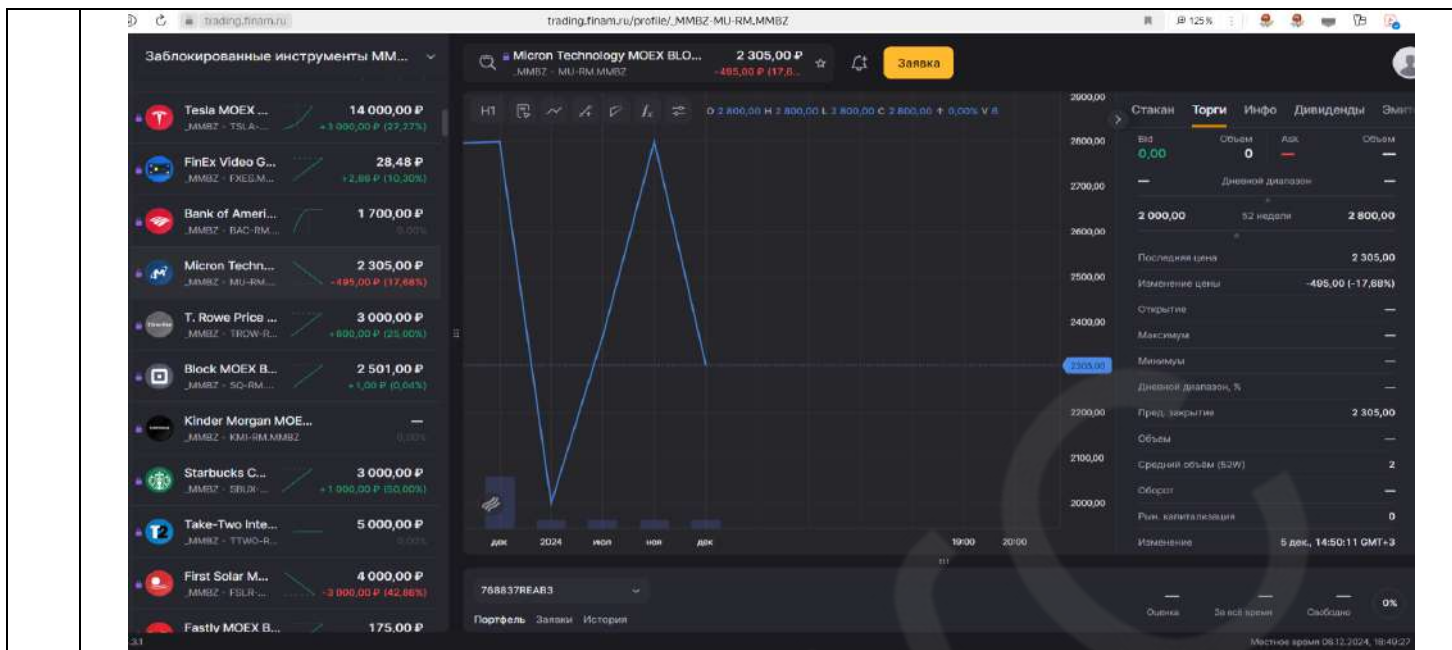 trading.finam.ru
trading.finam.ru/profile/_MMBZ-MU-RM.MMBZ
125 %
Заблокированные инструменты ММ...
Micron Technology MOEX BLO...
_MMBZ - MU-RM.MMBZ
2 305,00 ₽
-495,00 ₽ (17,6...
Заявка
Tesla MOEX ...
_MMBZ - TSLA-...
14 000,00 ₽
+3 000,00 ₽ (27,27%)
FinEx Video G...
_MMBZ - FXES.M...
28,48 ₽
+2,66 ₽ (10,30%)
Bank of Ameri...
_MMBZ - BAC-RM....
1 700,00 ₽
0,00%
Micron Techn...
_MMBZ - MU-RM....
2 305,00 ₽
-495,00 ₽ (17,68%)
T. Rowe Price ...
_MMBZ - TROW-R...
3 000,00 ₽
+600,00 ₽ (25,00%)
Block MOEX B...
_MMBZ - SQ-RM....
2 501,00 ₽
+1,00 ₽ (0,04%)
Kinder Morgan MOE...
_MMBZ - KMI-RM.MMBZ
—
0,00%
Starbucks C...
_MMBZ - SBUX-...
3 000,00 ₽
+1 000,00 ₽ (50,00%)
Take-Two Inte...
_MMBZ - TTWO-R...
5 000,00 ₽
0,00%
First Solar M...
_MMBZ - FSLR-...
4 000,00 ₽
-3 000,00 ₽ (42,86%)
Fastly MOEX B...
175,00 ₽
3.1
H1
O 2 800,00 H 2 800,00 L 2 800,00 C 2 800,00 0,00% V 6
2900,00
2800,00
2700,00
2600,00
2500,00
2400,00
2305,00
2200,00
2100,00
2000,00
дек 2024 июл ноя дек 19:00 20:00
768837REAB3
Портфель Заявки История
Стакан Торги Инфо Дивиденды Эмит
Bid Объем Ask Объем
0,00 0 — —
— Дневной диапазон —
2 000,00 52 недели 2 800,00
Последняя цена 2 305,00
Изменение цены -495,00 (-17,68%)
Открытие —
Максимум —
Минимум —
Дневной диапазон, % —
Пред. закрытие 2 305,00
Объем —
Средний объём (52W) 2
Оборот —
Рын. капитализация 0
Изменение 5 дек., 14:50:11 GMT+3
— — — 0%
Оценка За всё время Свободно
Местное время 06.12.2024, 18:49:27